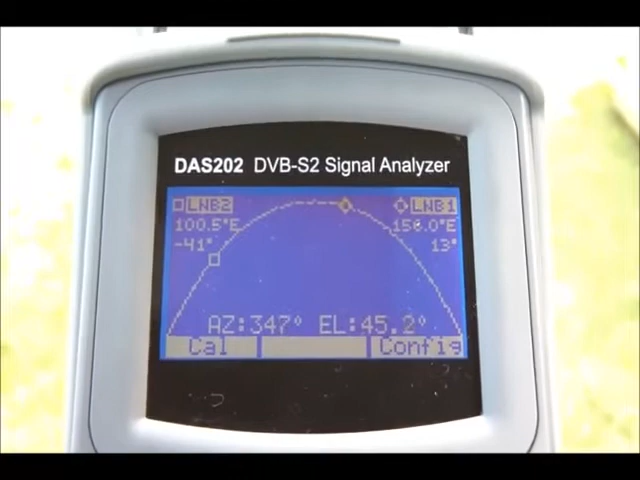 DAS202 DVB-S2 Signal Analyzer
LNB2 LNB1
100.5°E 156.0°E
-41° 13°
AZ:347° EL:45.2°
Cal Config